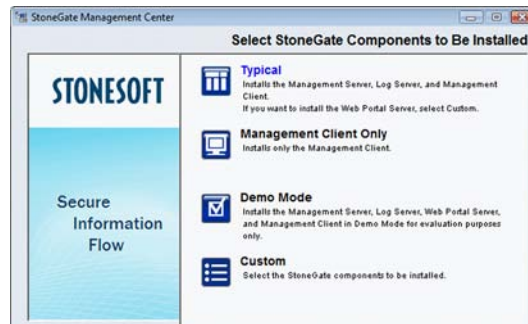 StoneGate Management Center
Select StoneGate Components to Be Installed
STONESOFT
Secure
Information
Flow
Typical
Installs the Management Server, Log Server, and Management
Client.
If you want to install the Web Portal Server, select Custom.
Management Client Only
Installs only the Management Client.
Demo Mode
Installs the Management Server, Log Server, Web Portal Server,
and Management Client in Demo Mode for evaluation purposes
only.
Custom
Select the StoneGate components to be installed.